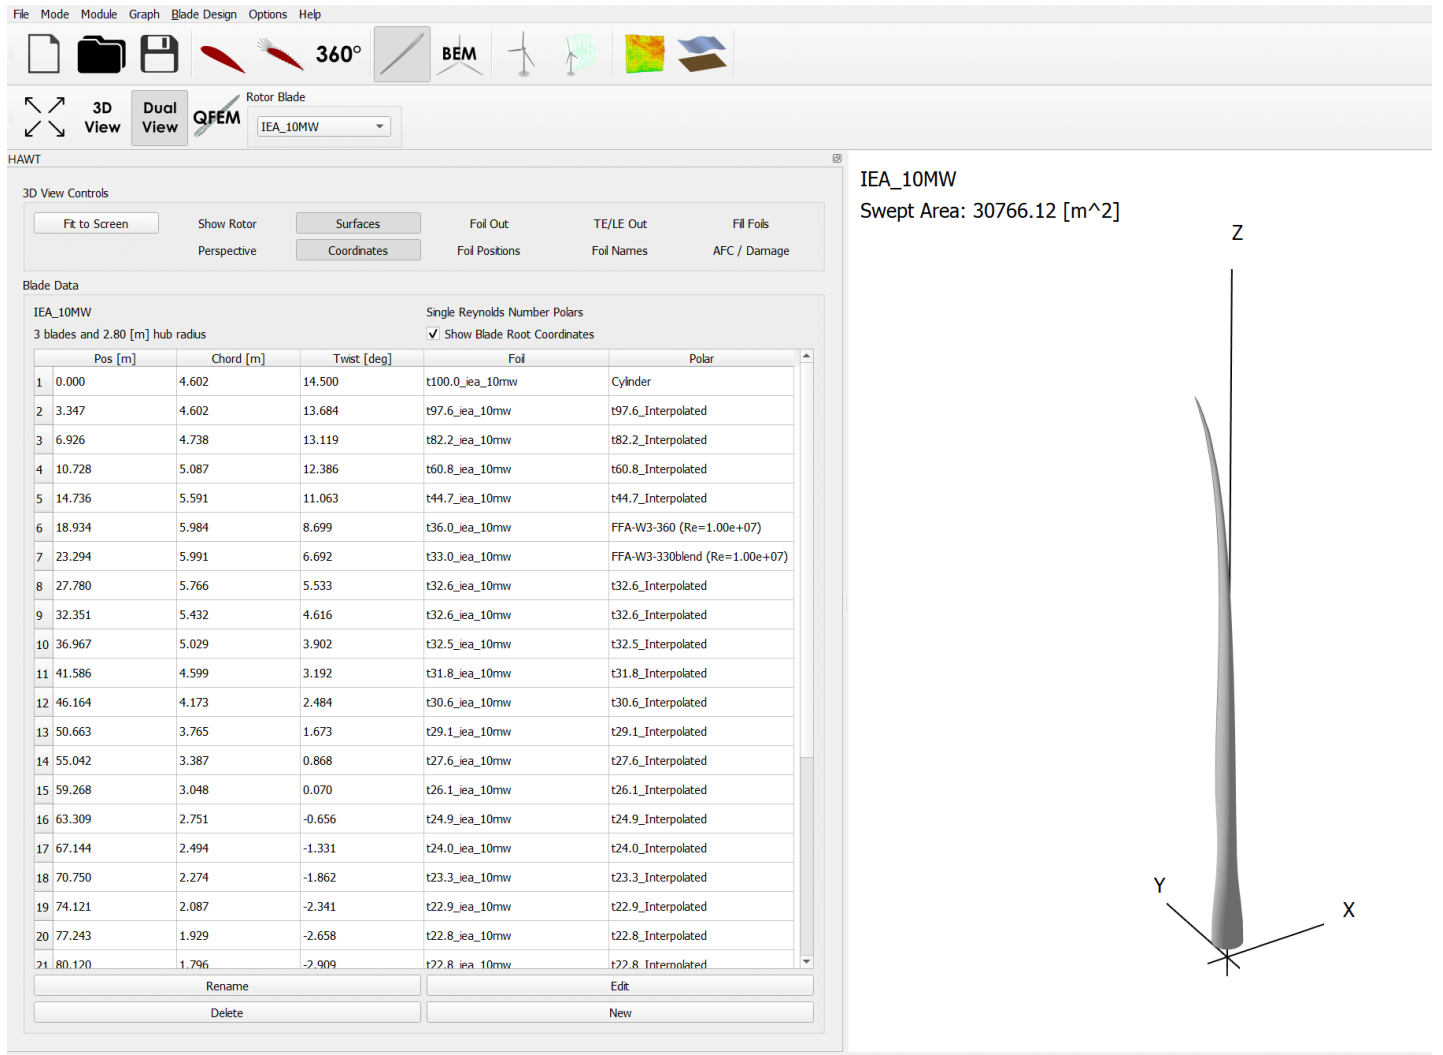 File Mode Module Graph Blade Design Options Help
360° BEM
3D View Dual View QFEM Rotor Blade
IEA_10MW
HAWT
3D View Controls
Fit to Screen Show Rotor Surfaces Foil Out TE/LE Out Fill Foils
Perspective Coordinates Foil Positions Foil Names AFC / Damage
Blade Data
IEA_10MW Single Reynolds Number Polars
3 blades and 2.80 [m] hub radius Show Blade Root Coordinates
Pos [m] Chord [m] Twist [deg] Foil Polar
1 0.000 4.602 14.500 t100.0_iea_10mw Cylinder
2 3.347 4.602 13.684 t97.6_iea_10mw t97.6_Interpolated
3 6.926 4.738 13.119 t82.2_iea_10mw t82.2_Interpolated
4 10.728 5.087 12.386 t60.8_iea_10mw t60.8_Interpolated
5 14.736 5.591 11.063 t44.7_iea_10mw t44.7_Interpolated
6 18.934 5.984 8.699 t36.0_iea_10mw FFA-W3-360 (Re=1.00e+07)
7 23.294 5.991 6.692 t33.0_iea_10mw FFA-W3-330blend (Re=1.00e+07)
8 27.780 5.766 5.533 t32.6_iea_10mw t32.6_Interpolated
9 32.351 5.432 4.616 t32.6_iea_10mw t32.6_Interpolated
10 36.967 5.029 3.902 t32.5_iea_10mw t32.5_Interpolated
11 41.586 4.599 3.192 t31.8_iea_10mw t31.8_Interpolated
12 46.164 4.173 2.484 t30.6_iea_10mw t30.6_Interpolated
13 50.663 3.765 1.673 t29.1_iea_10mw t29.1_Interpolated
14 55.042 3.387 0.868 t27.6_iea_10mw t27.6_Interpolated
15 59.268 3.048 0.070 t26.1_iea_10mw t26.1_Interpolated
16 63.309 2.751 -0.656 t24.9_iea_10mw t24.9_Interpolated
17 67.144 2.494 -1.331 t24.0_iea_10mw t24.0_Interpolated
18 70.750 2.274 -1.862 t23.3_iea_10mw t23.3_Interpolated
19 74.121 2.087 -2.341 t22.9_iea_10mw t22.9_Interpolated
20 77.243 1.929 -2.658 t22.8_iea_10mw t22.8_Interpolated
21 80.120 1.796 -2.909 t22.8_iea_10mw t22.8_Interpolated
Rename Edit
Delete New
IEA_10MW
Swept Area: 30766.12 [m^2]
Z
Y
X